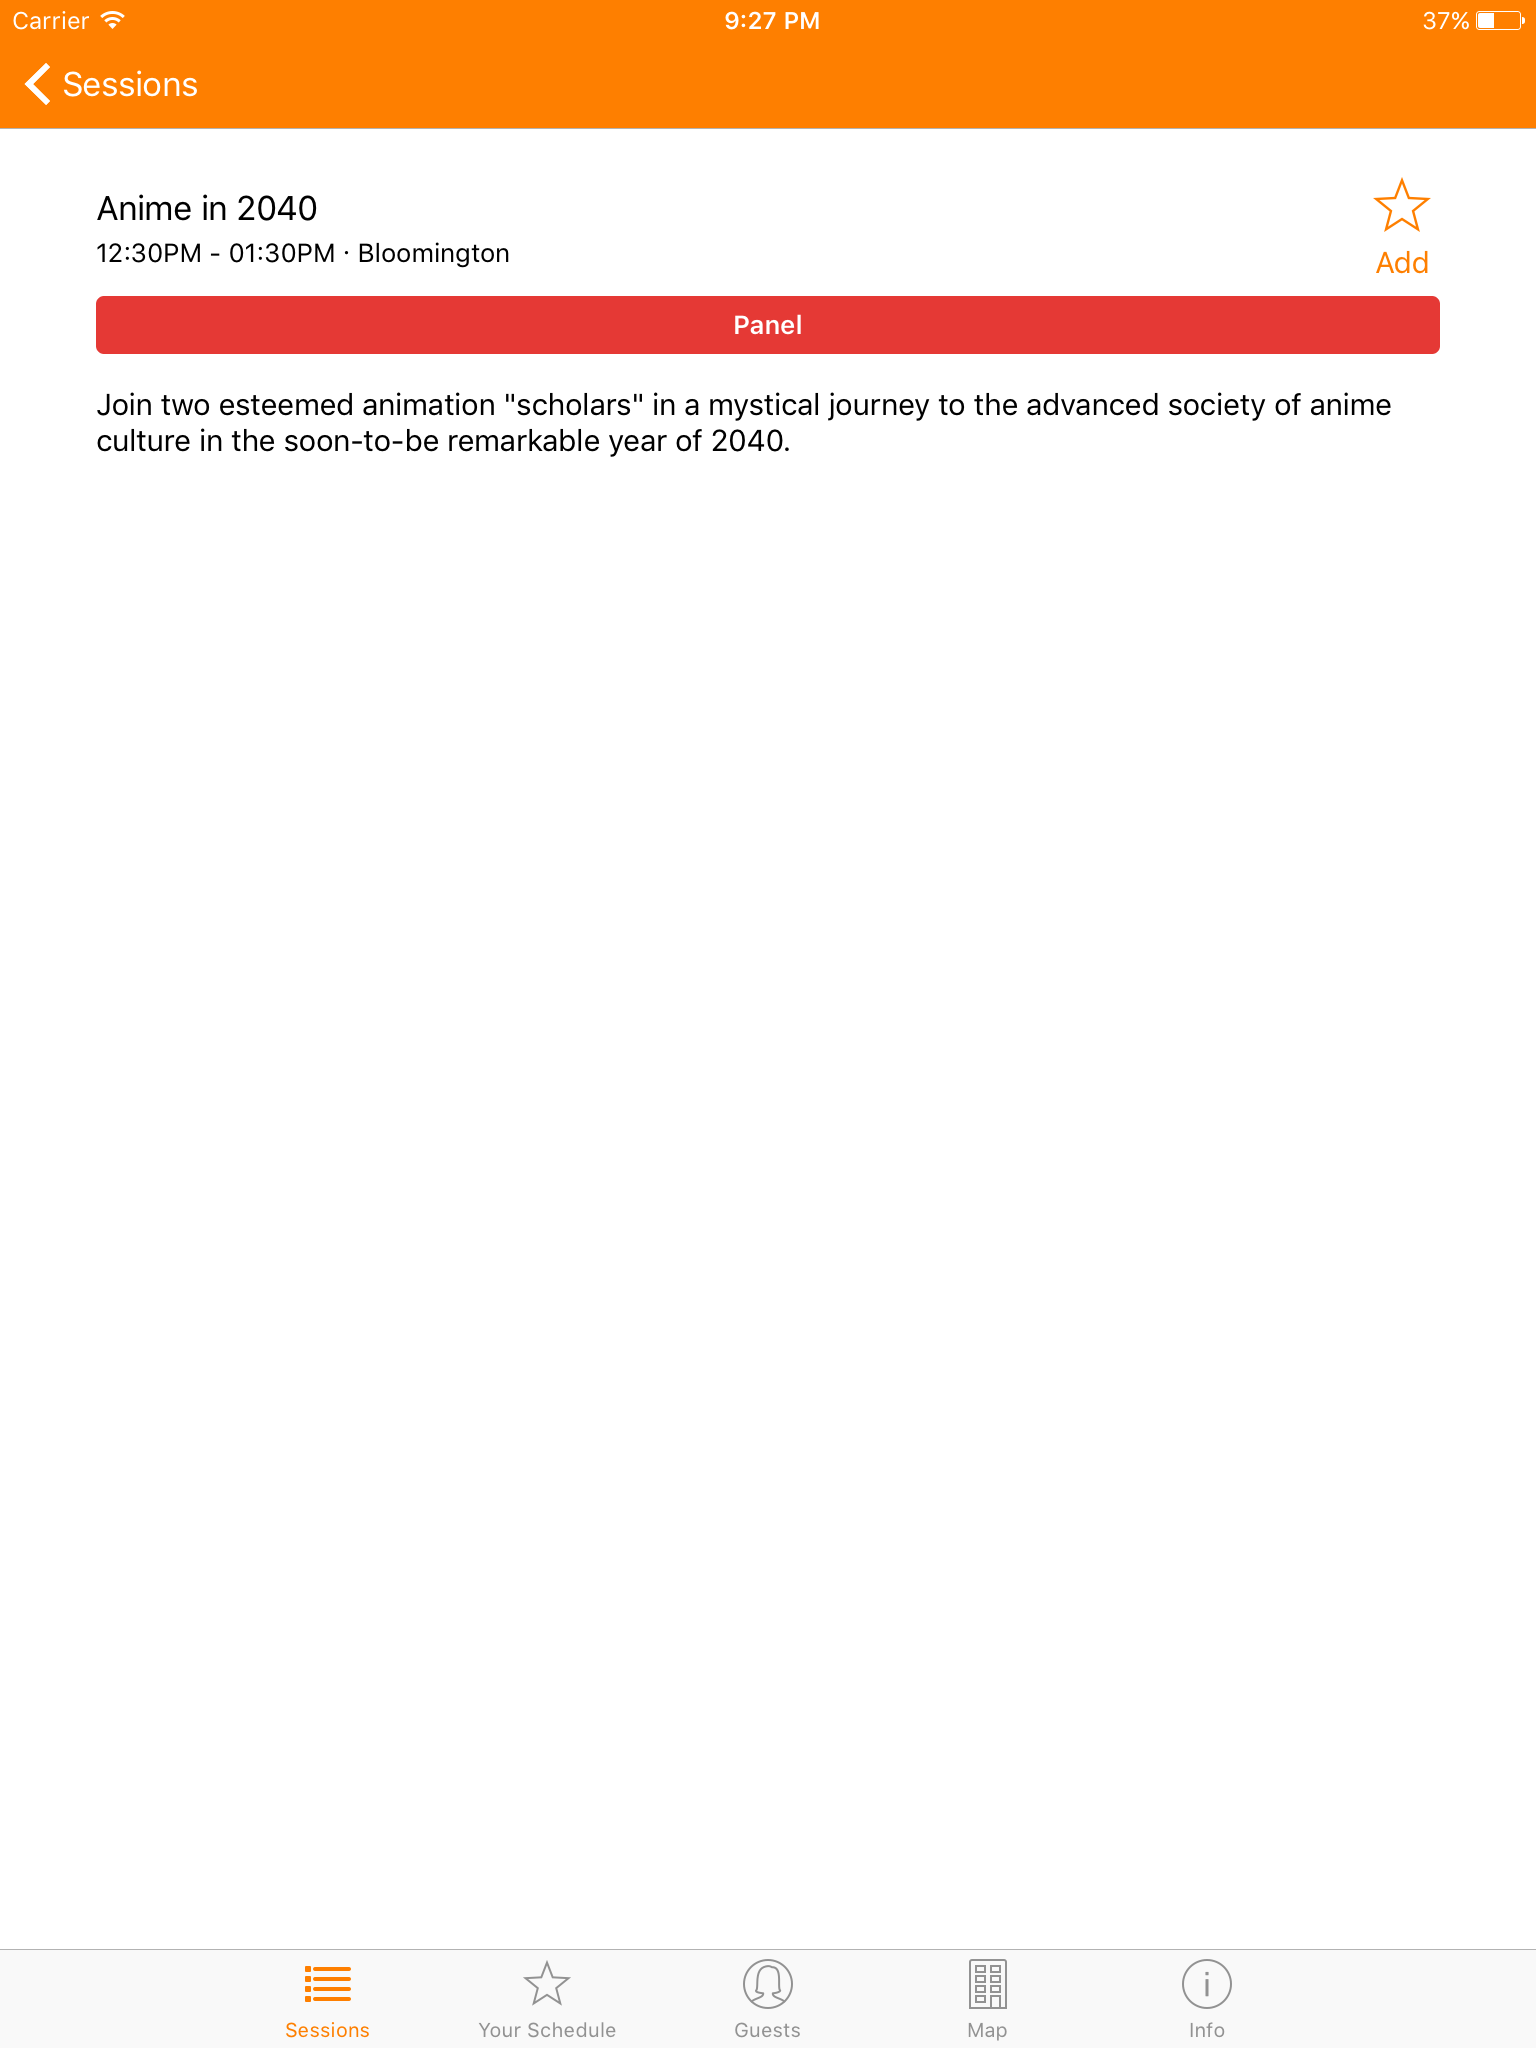 Carrier 9:27 PM 37%
Sessions
Anime in 2040
12:30PM - 01:30PM · Bloomington
Add
Panel
Join two esteemed animation "scholars" in a mystical journey to the advanced society of anime
culture in the soon-to-be remarkable year of 2040.
Sessions Your Schedule Guests Map Info